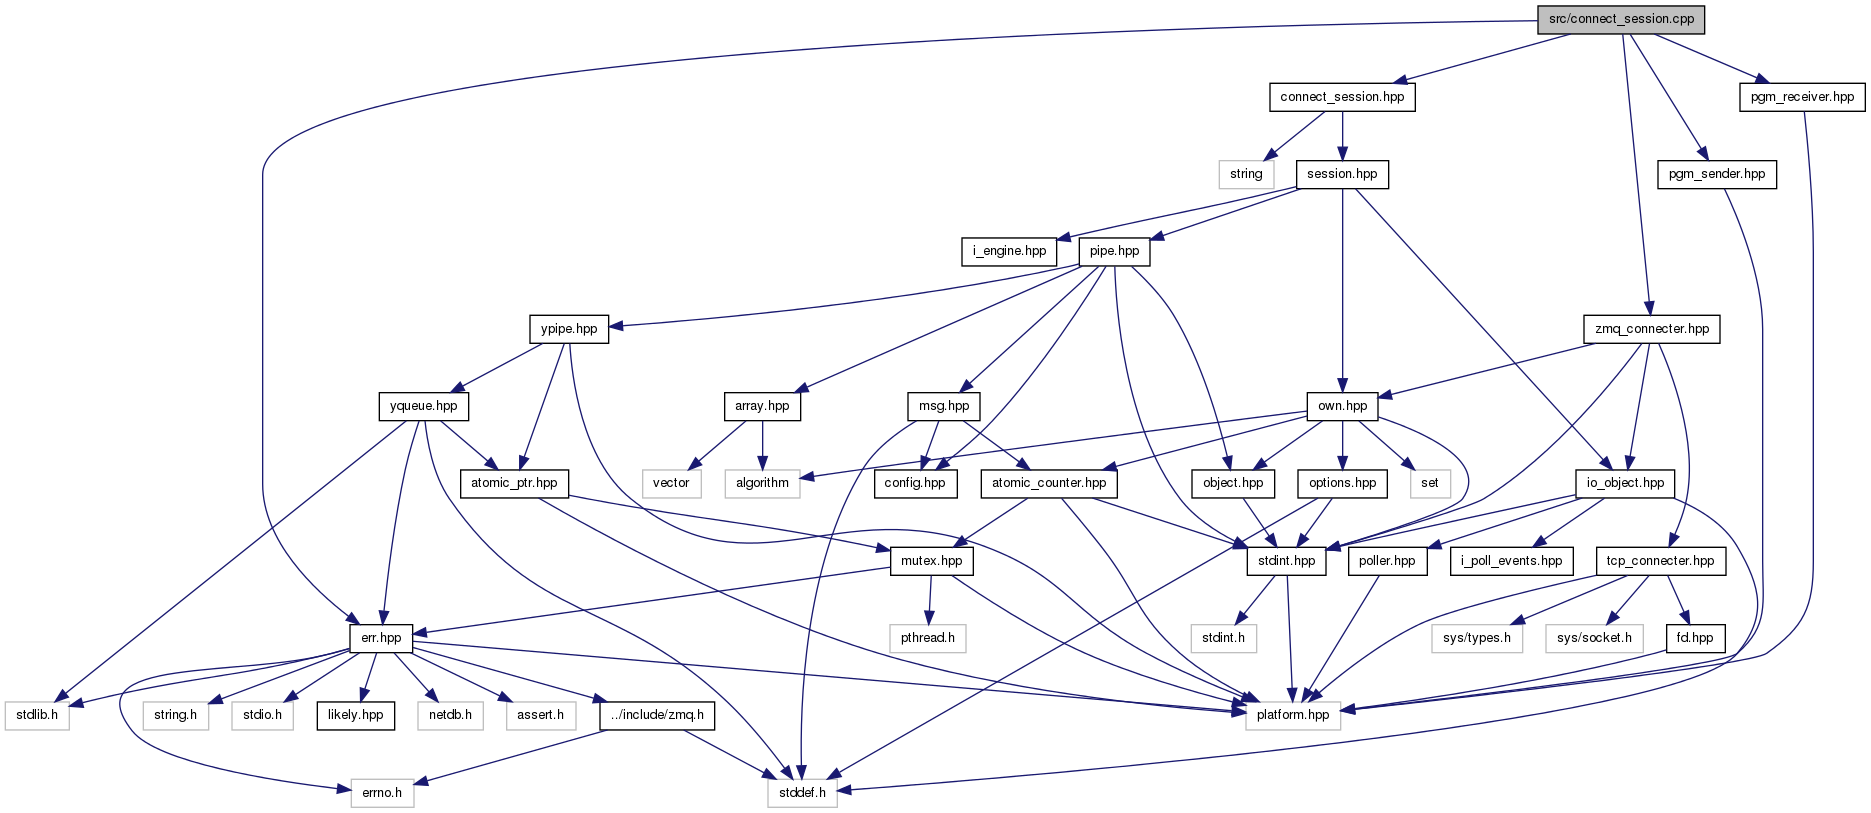 src/connect_session.cpp
connect_session.hpp
pgm_receiver.hpp
string
session.hpp
pgm_sender.hpp
i_engine.hpp
pipe.hpp
ypipe.hpp
zmq_connecter.hpp
yqueue.hpp
array.hpp
msg.hpp
own.hpp
atomic_ptr.hpp
vector
algorithm
config.hpp
atomic_counter.hpp
object.hpp
options.hpp
set
io_object.hpp
mutex.hpp
stdint.hpp
poller.hpp
i_poll_events.hpp
tcp_connecter.hpp
err.hpp
pthread.h
stdint.h
sys/types.h
sys/socket.h
fd.hpp
stdlib.h
string.h
stdio.h
likely.hpp
netdb.h
assert.h
../include/zmq.h
platform.hpp
errno.h
stddef.h